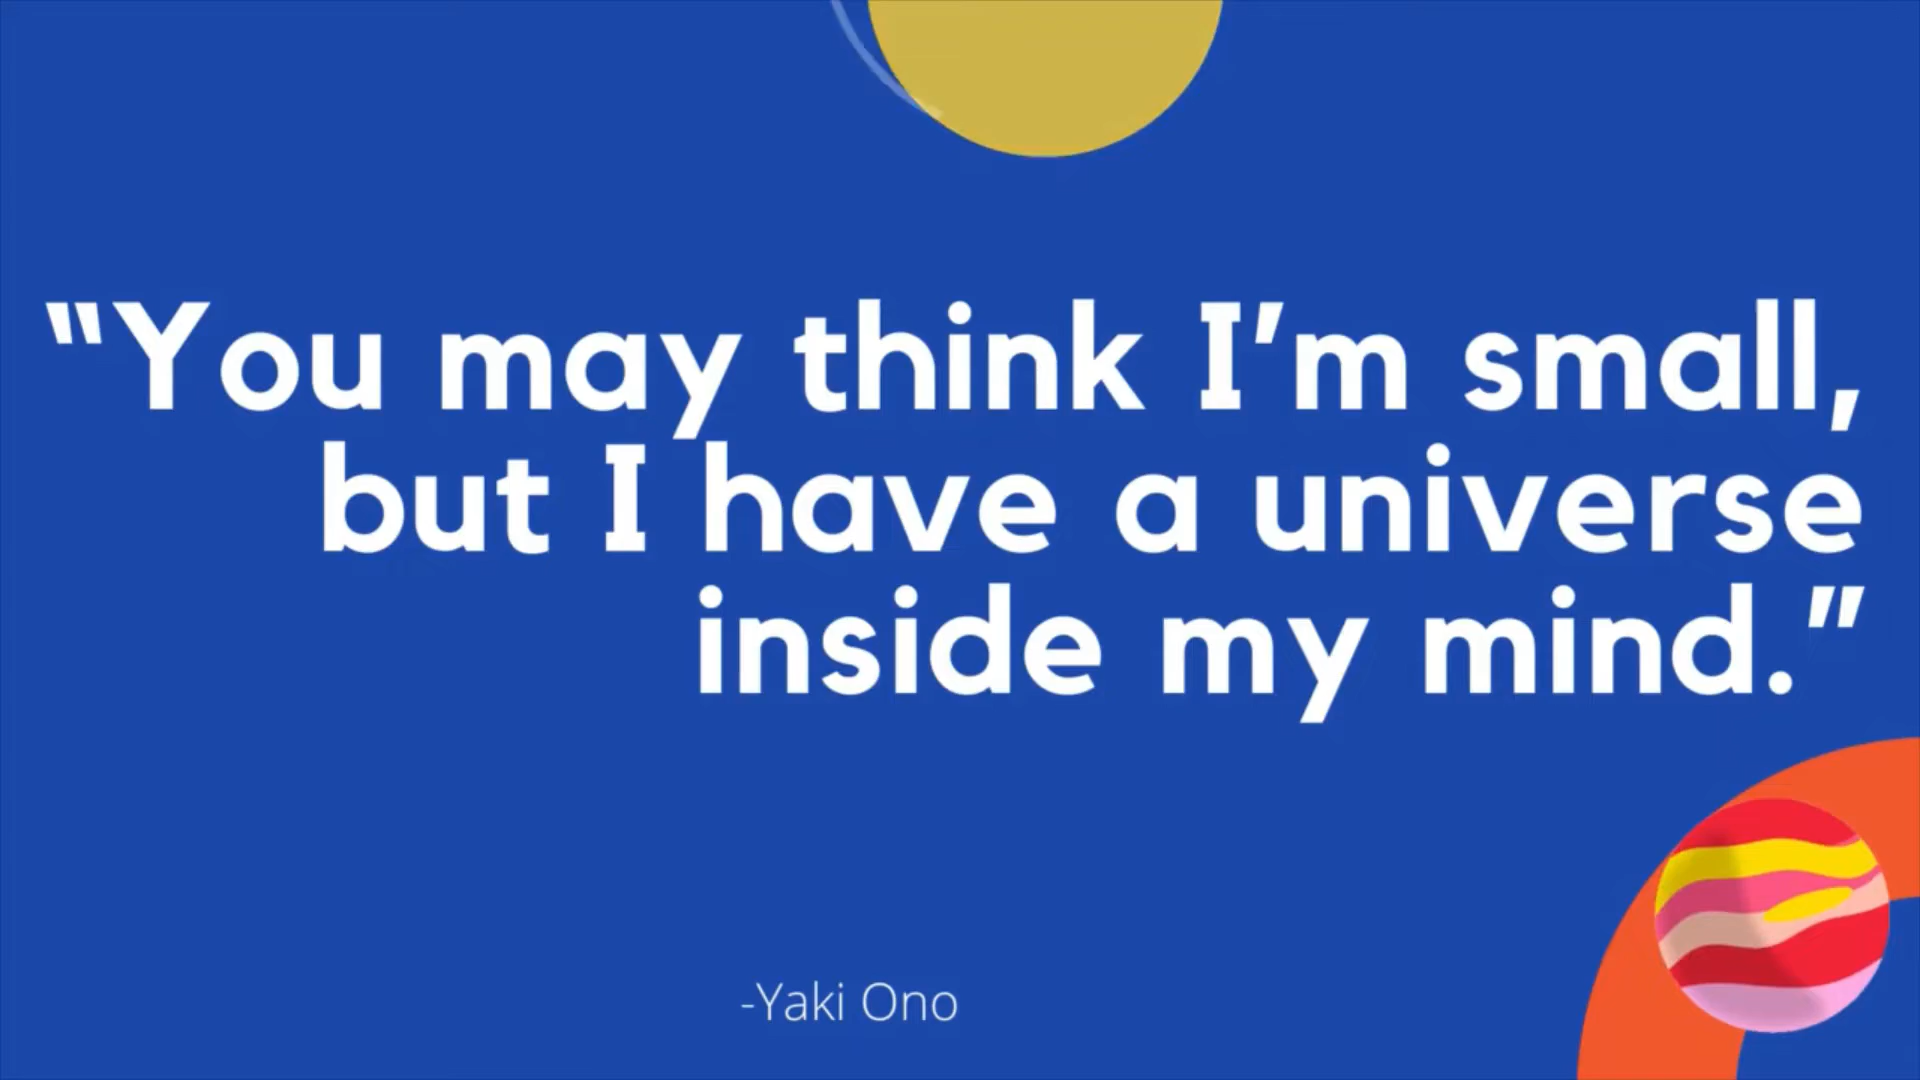 “You may think I’m small,
but I have a universe
inside my mind.”
-Yaki Ono